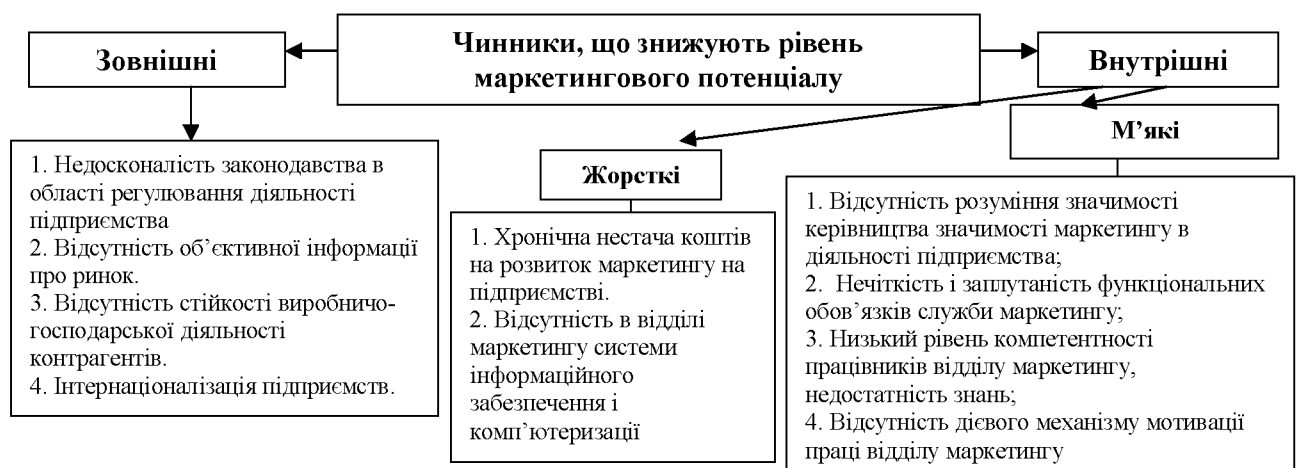 Чинники, що знижують рівень
маркетингового потенціалу
Зовнішні
Внутрішні
М’які
Жорсткі
1. Недосконалість законодавства в
області регулювання діяльності
підприємства
2. Відсутність об’єктивної інформації
про ринок.
3. Відсутність стійкості виробничо-
господарської діяльності
контрагентів.
4. Інтернаціоналізація підприємств.
1. Хронічна нестача коштів
на розвиток маркетингу на
підприємстві.
2. Відсутність в відділі
маркетингу системи
інформаційного
забезпечення і
комп’ютеризації
1. Відсутність розуміння значимості
керівництва значимості маркетингу в
діяльності підприємства;
2. Нечіткість і заплутаність функціональних
обов’язків служби маркетингу;
3. Низький рівень компетентності
працівників відділу маркетингу,
недостатність знань;
4. Відсутність дієвого механізму мотивації
праці відділу маркетингу